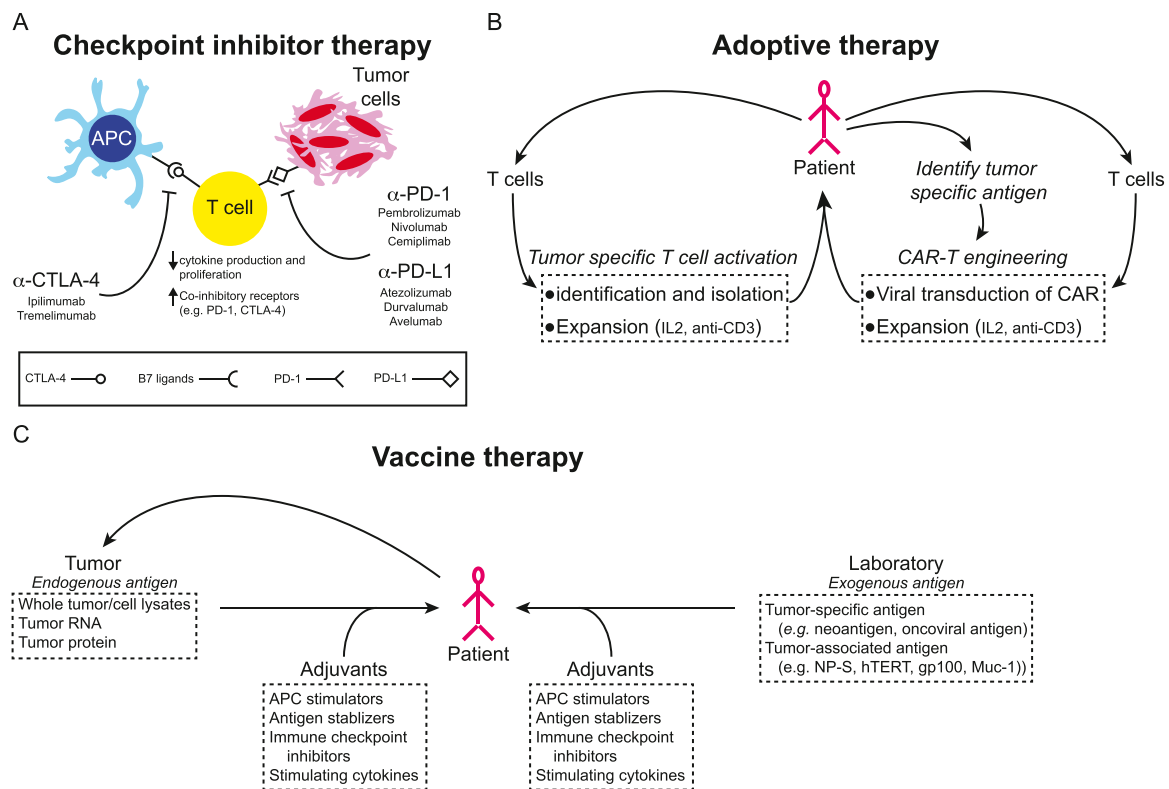 A
Checkpoint inhibitor therapy
APC
Tumor
cells
T cell
α-PD-1
Pembrolizumab
Nivolumab
Cemiplimab
α-PD-L1
Atezolizumab
Durvalumab
Avelumab
α-CTLA-4
Ipilimumab
Tremelimumab
cytokine production and
proliferation
Co-inhibitory receptors
(e.g. PD-1, CTLA-4)
CTLA-4
B7 ligands
PD-1
PD-L1
B
Adoptive therapy
T cells
Patient
Identify tumor
specific antigen
T cells
Tumor specific T cell activation
●identification and isolation
●Expansion (IL2, anti-CD3)
CAR-T engineering
●Viral transduction of CAR
●Expansion (IL2, anti-CD3)
C
Vaccine therapy
Tumor
Endogenous antigen
Whole tumor/cell lysates
Tumor RNA
Tumor protein
Patient
Adjuvants
APC stimulators
Antigen stablizers
Immune checkpoint
inhibitors
Stimulating cytokines
Adjuvants
APC stimulators
Antigen stablizers
Immune checkpoint
inhibitors
Stimulating cytokines
Laboratory
Exogenous antigen
Tumor-specific antigen
(e.g. neoantigen, oncoviral antigen)
Tumor-associated antigen
(e.g. NP-S, hTERT, gp100, Muc-1))